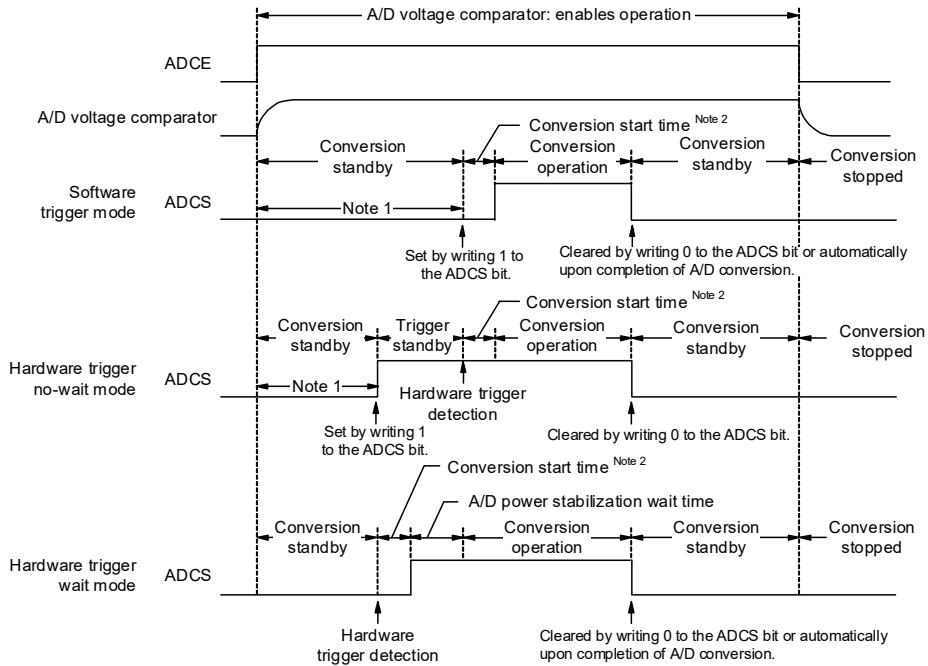 A/D voltage comparator: enables operation
ADCE
A/D voltage comparator
Conversion start time Note 2
Conversion
standby
Conversion
operation
Conversion
standby
Conversion
stopped
Software
trigger mode
ADCS
Note 1
Set by writing 1 to
the ADCS bit.
Cleared by writing 0 to the ADCS bit or automatically
upon completion of A/D conversion.
Conversion start time Note 2
Conversion
standby
Trigger
standby
Conversion
operation
Conversion
standby
Conversion
stopped
Hardware trigger
no-wait mode
ADCS
Note 1
Hardware trigger
detection
Set by writing 1
to the ADCS bit.
Cleared by writing 0 to the ADCS bit.
Conversion start time Note 2
A/D power stabilization wait time
Conversion
standby
Conversion
operation
Conversion
standby
Conversion
stopped
Hardware trigger
wait mode
ADCS
Hardware
trigger detection
Cleared by writing 0 to the ADCS bit or automatically
upon completion of A/D conversion.